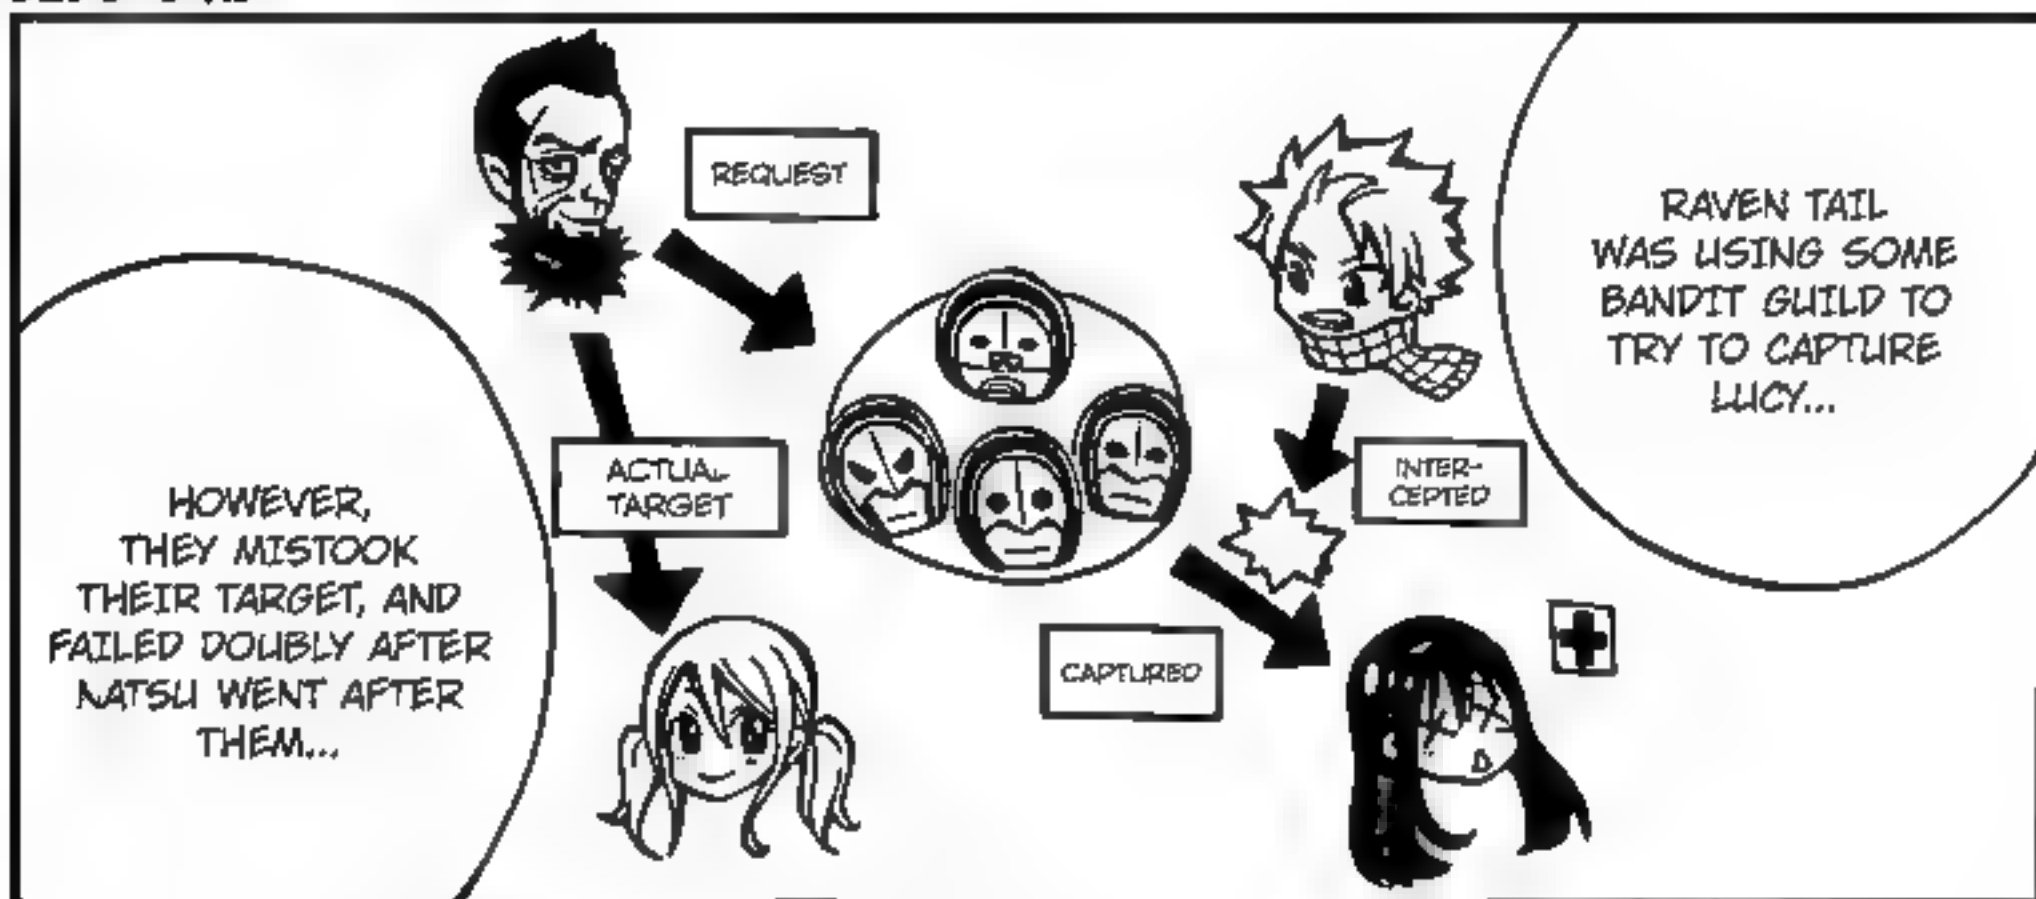 RAVEN TAIL
WAS USING SOME
BANDIT GUILD TO
TRY TO CAPTURE
LUCY...
REQUEST
INTER-
CEPTED
ACTUAL
TARGET
CAPTURED
HOWEVER,
THEY MISTOOK
THEIR TARGET, AND
FAILED DOUBLY AFTER
NATSU WENT AFTER
THEM...